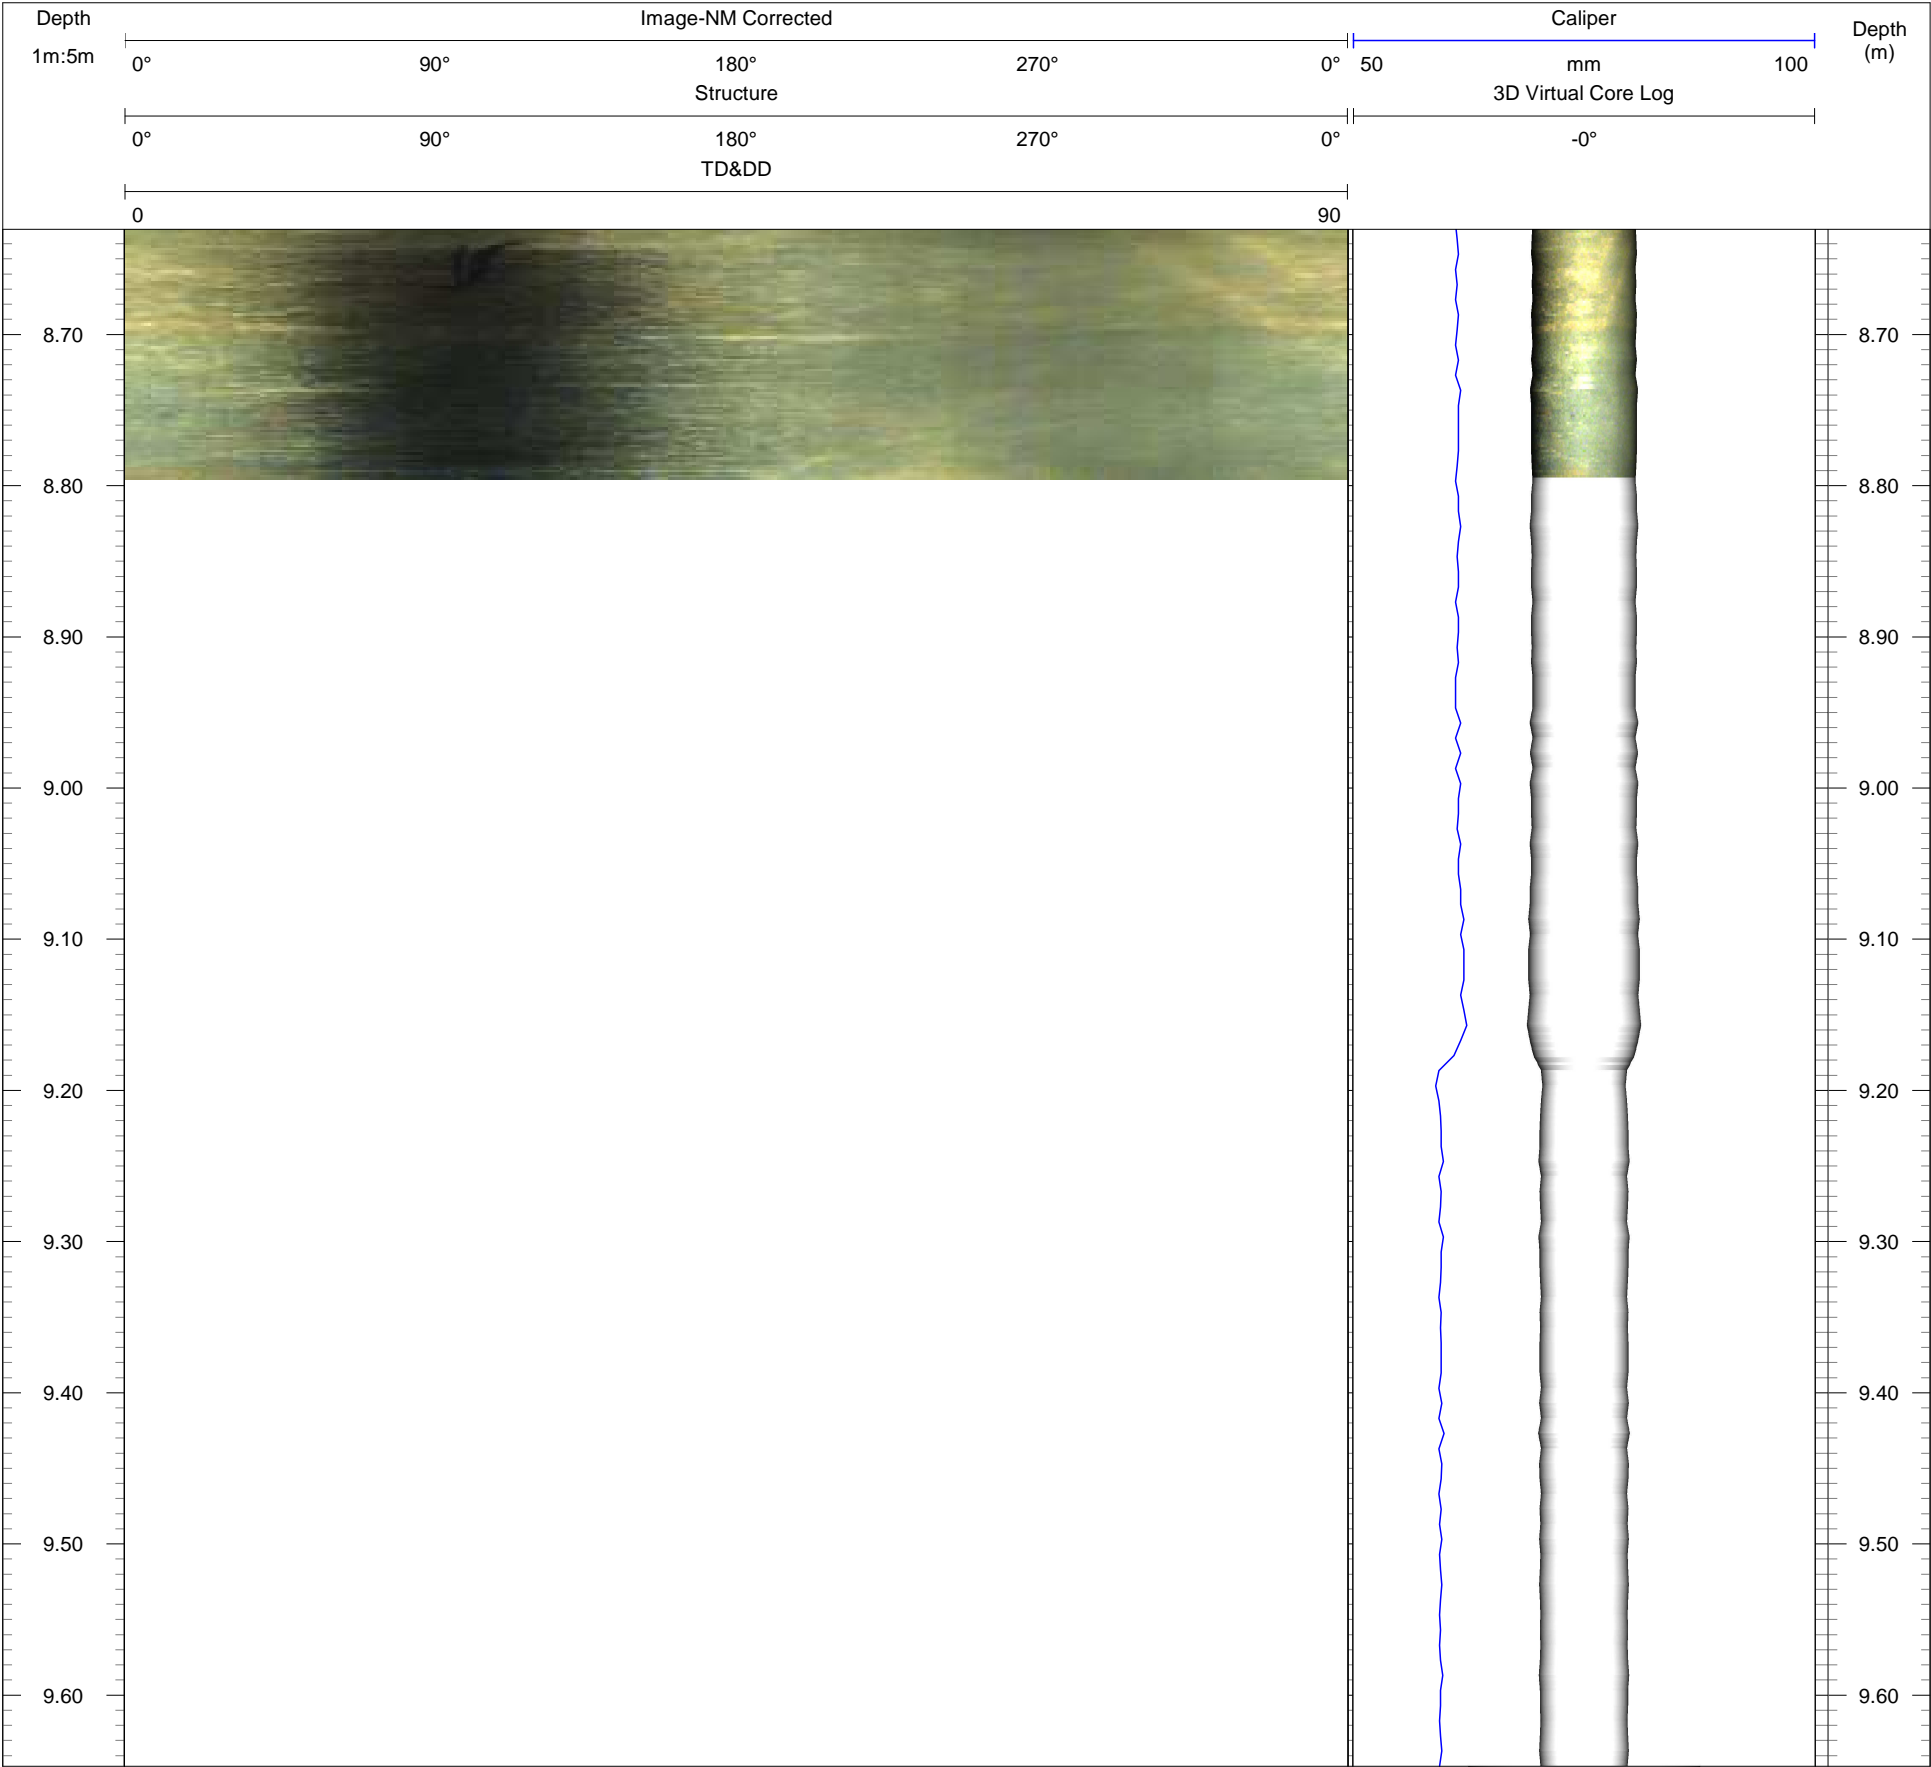 Depth Image-NM Corrected Caliper Depth
1m:5m (m)
0° 90° 180° 270° 0° 50 mm 100
Structure 3D Virtual Core Log
0° 90° 180° 270° 0° -0°
TD&DD
0 90
8.70 8.70
8.80 8.80
8.90 8.90
9.00 9.00
9.10 9.10
9.20 9.20
9.30 9.30
9.40 9.40
9.50 9.50
9.60 9.60